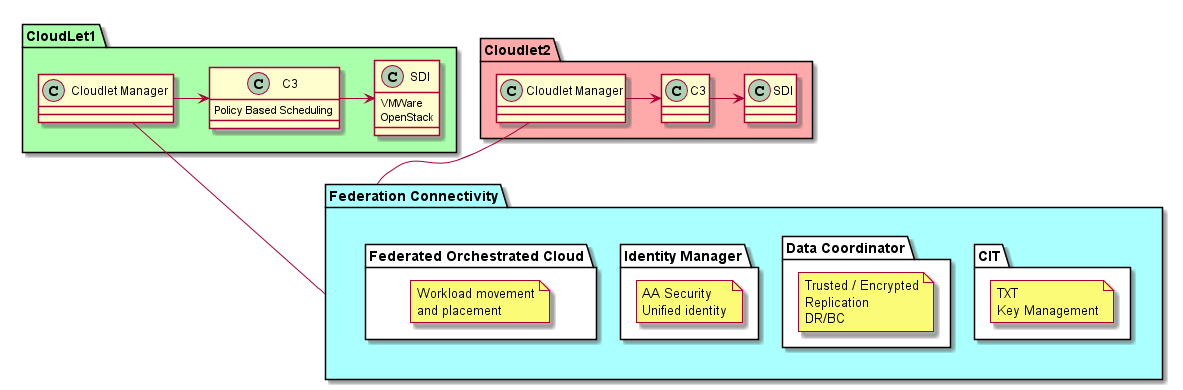 CloudLet1
C Cloudlet Manager
C C3
Policy Based Scheduling
C SDI
VMWare
OpenStack
Cloudlet2
C Cloudlet Manager
C C3
C SDI
Federation Connectivity
Federated Orchestrated Cloud
Workload movement
and placement
Identity Manager
AA Security
Unified identity
Data Coordinator
Trusted / Encrypted
Replication
DR/BC
CIT
TXT
Key Management